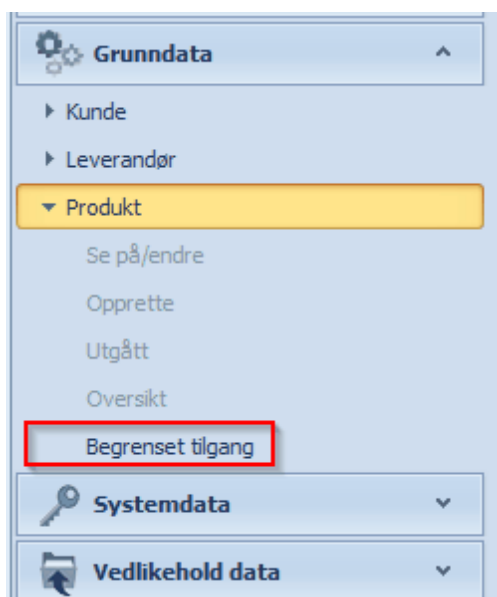 Grunndata
Kunde
Leverandør
Produkt
Se på/endre
Opprette
Utgått
Oversikt
Begrenset tilgang
Systemdata
Vedlikehold data